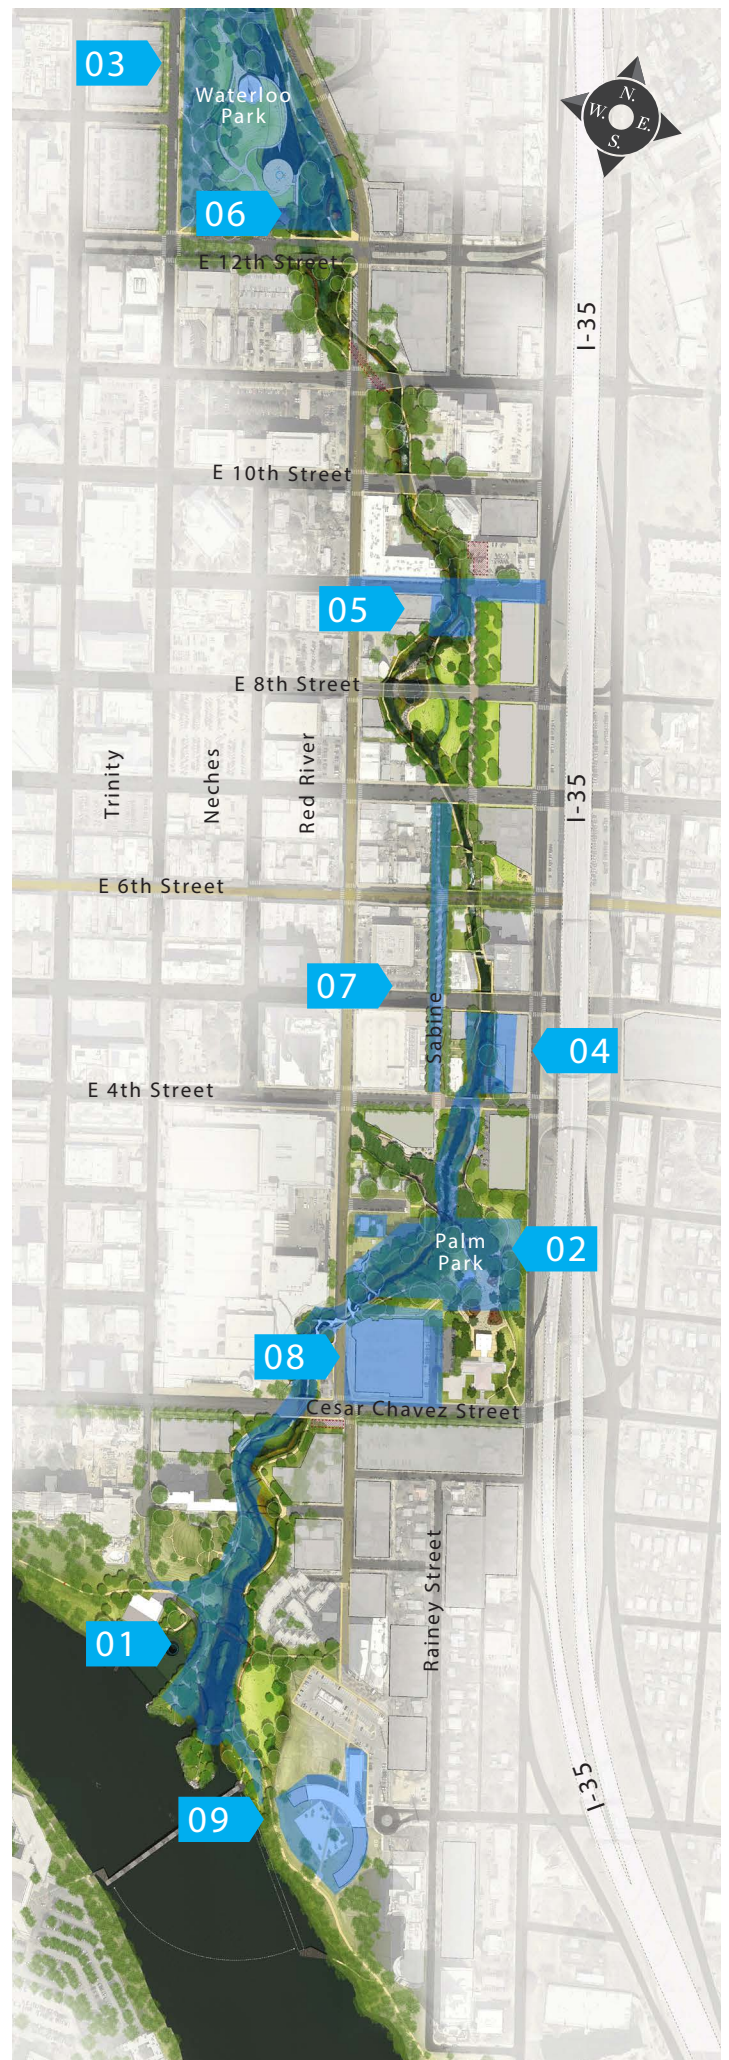 03
Waterloo
Park
N.
W.
E.
S.
06
E 12th Street
I-35
E 10th Street
05
E 8th Street
Trinity
Neches
Red River
I-35
E 6th Street
07
Sabine
04
E 4th Street
Palm
Park
02
08
Cesar Chavez Street
Rainey Street
01
I-35
09